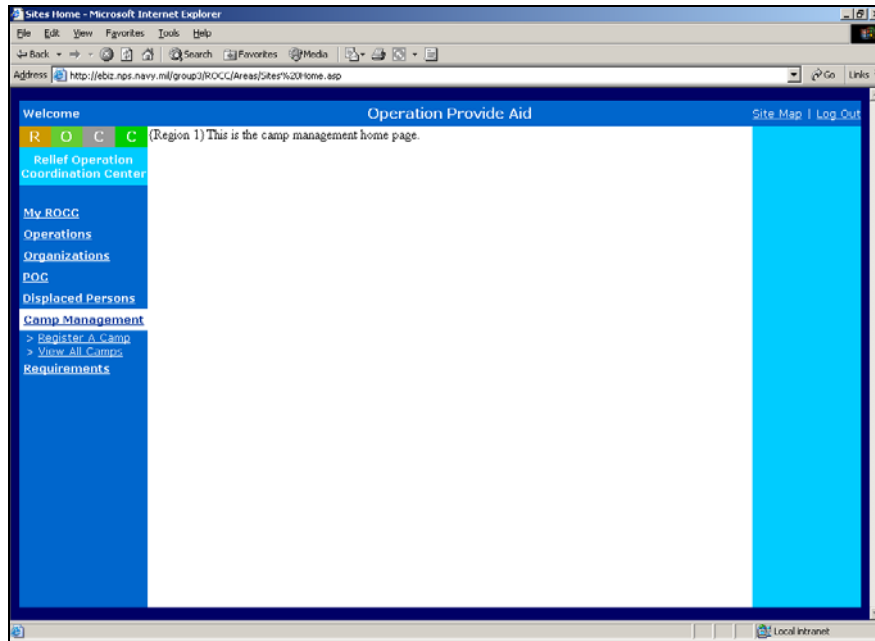 Sites Home - Microsoft Internet Explorer
File Edit View Favorites Tools Help
Back Search Favorites Media
Address http://ebiz.nps.navy.mil/group3/ROCC/Areas/Sites%20Home.asp Go Links
Welcome Operation Provide Aid Site Map | Log Out
R O C C (Region 1) This is the camp management home page.
Relief Operation
Coordination Center
My ROCC
Operations
Organizations
POC
Displaced Persons
Camp Management
> Register A Camp
> View All Camps
Requirements
Local intranet